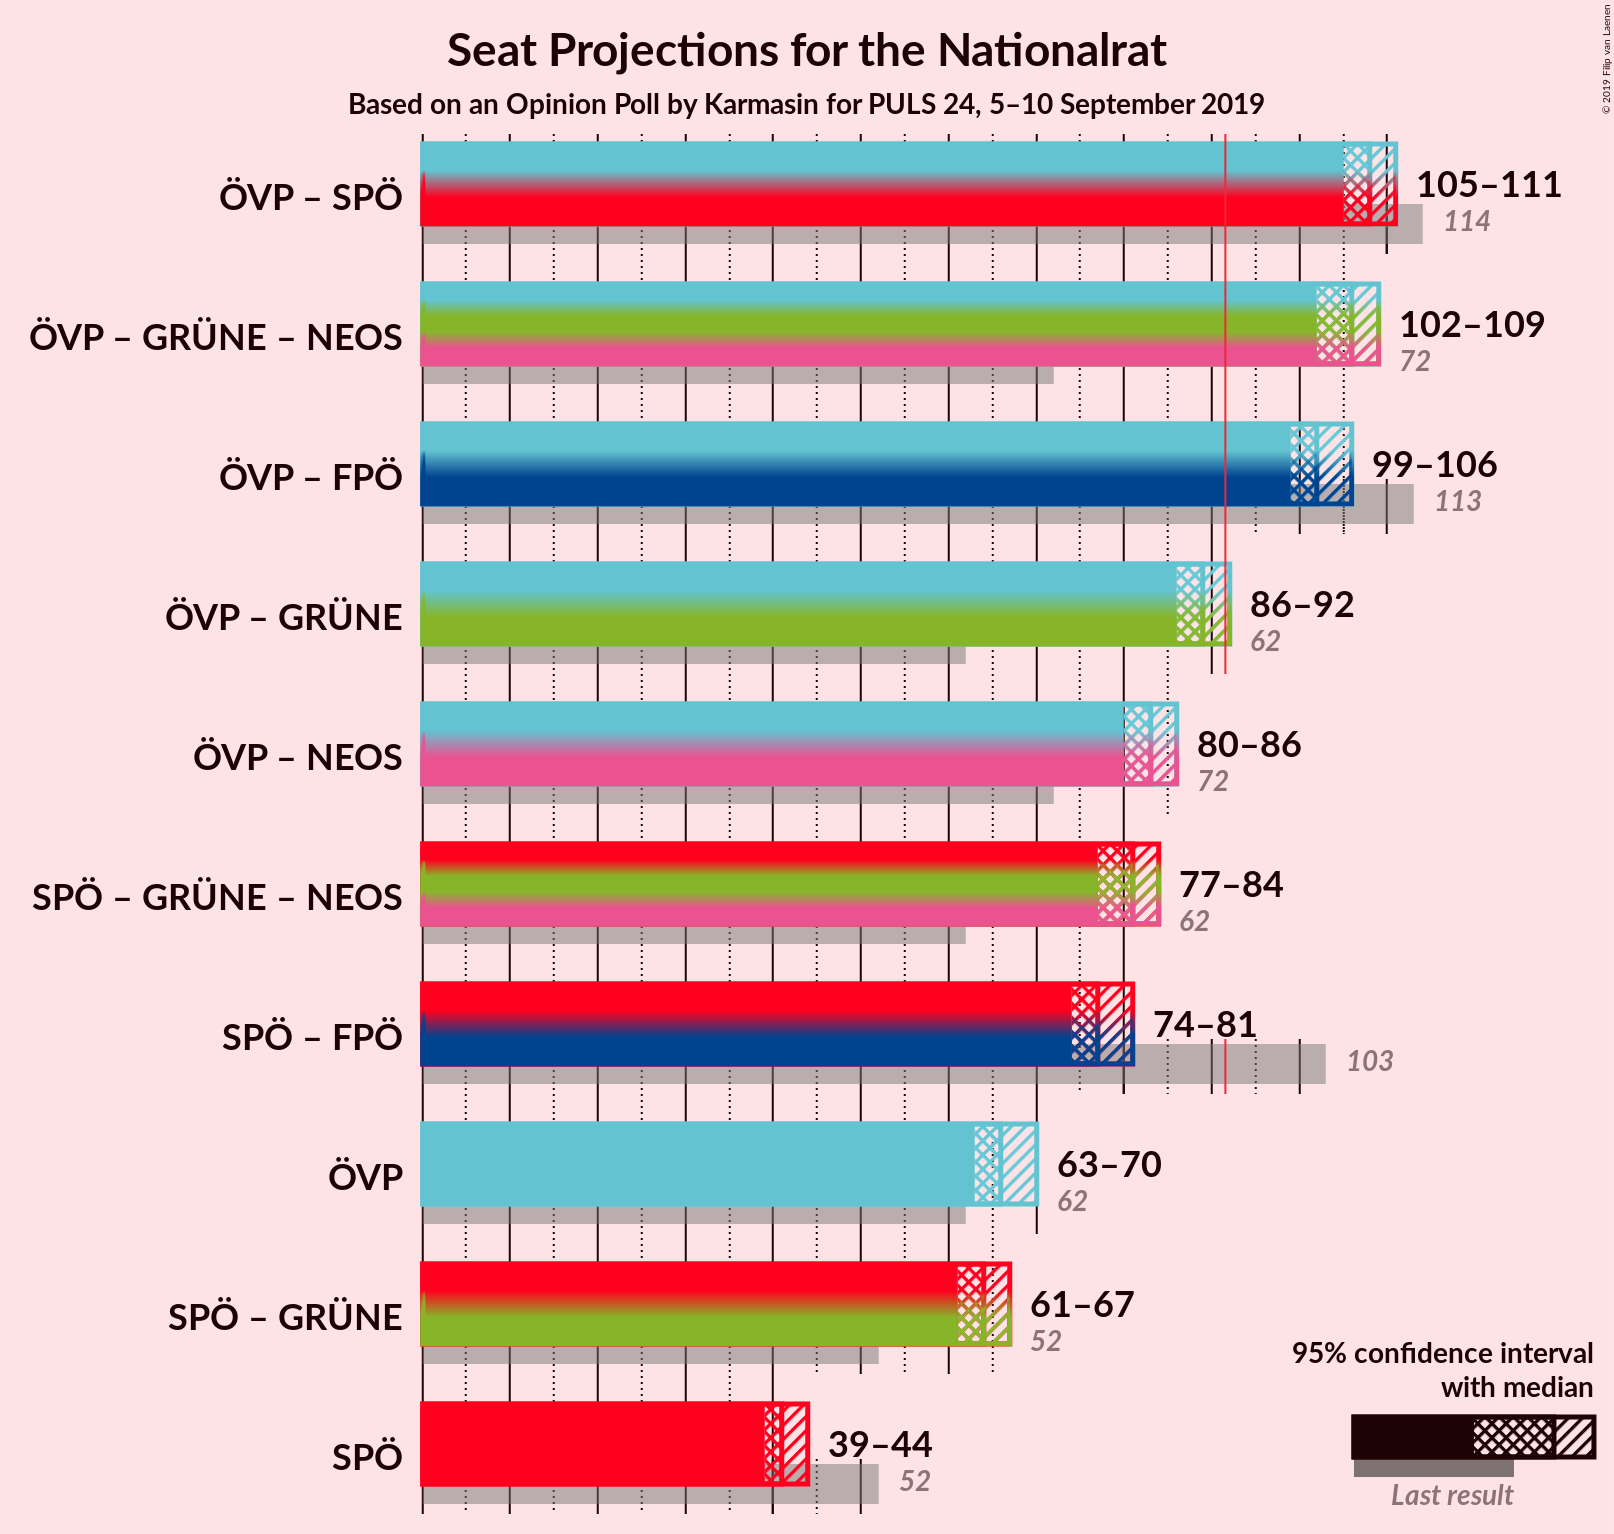 Seat Projections for the Nationalrat
Based on an Opinion Poll by Karmasin for PULS 24, 5–10 September 2019
© 2019 Filip van Laenen
ÖVP – SPÖ
105–111
114
ÖVP – GRÜNE – NEOS
102–109
72
ÖVP – FPÖ
99–106
113
ÖVP – GRÜNE
86–92
62
ÖVP – NEOS
80–86
72
SPÖ – GRÜNE – NEOS
77–84
62
SPÖ – FPÖ
74–81
103
ÖVP
63–70
62
SPÖ – GRÜNE
61–67
52
SPÖ
39–44
52
95% confidence interval
with median
Last result